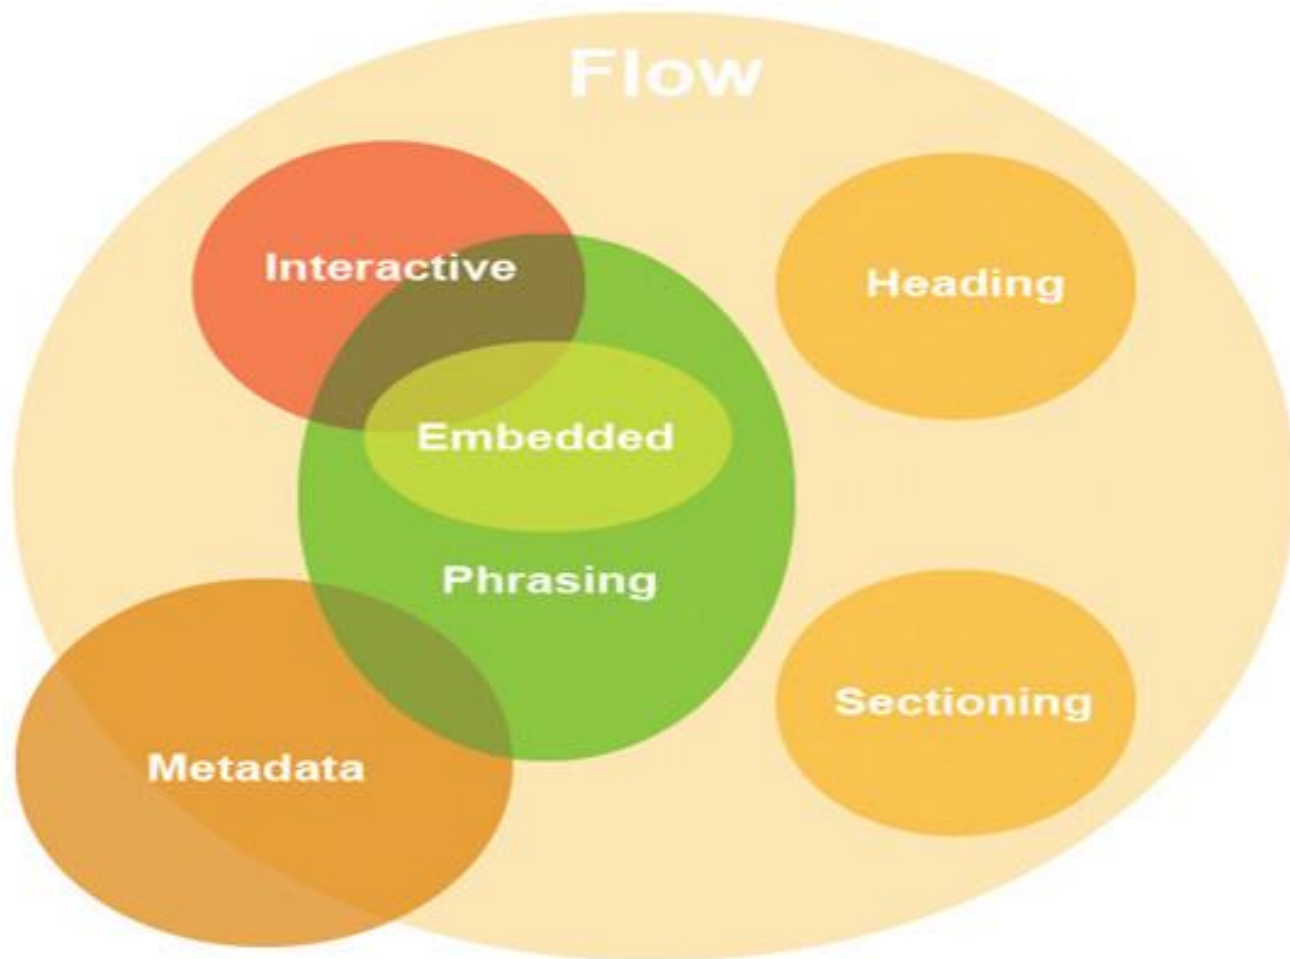 Flow
Interactive
Heading
Embedded
Phrasing
Sectioning
Metadata